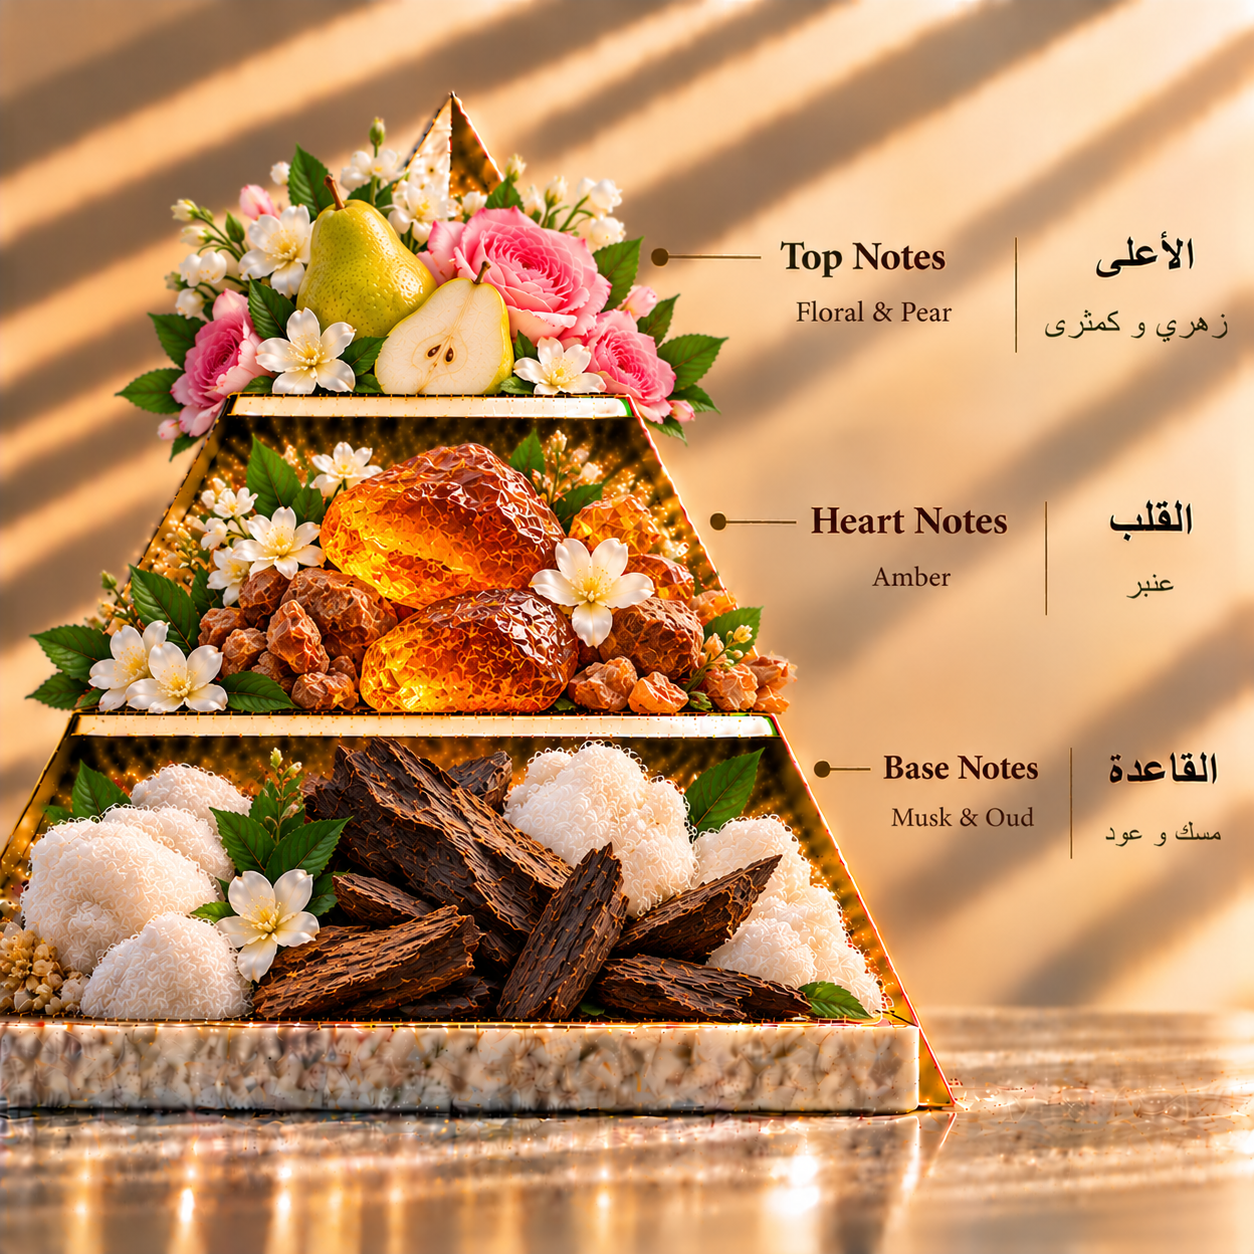 Top Notes
Floral & Pear
الأعلى
زهري و كمثرى
Heart Notes
Amber
القلب
عنبر
Base Notes
Musk & Oud
القاعدة
مسك و عود